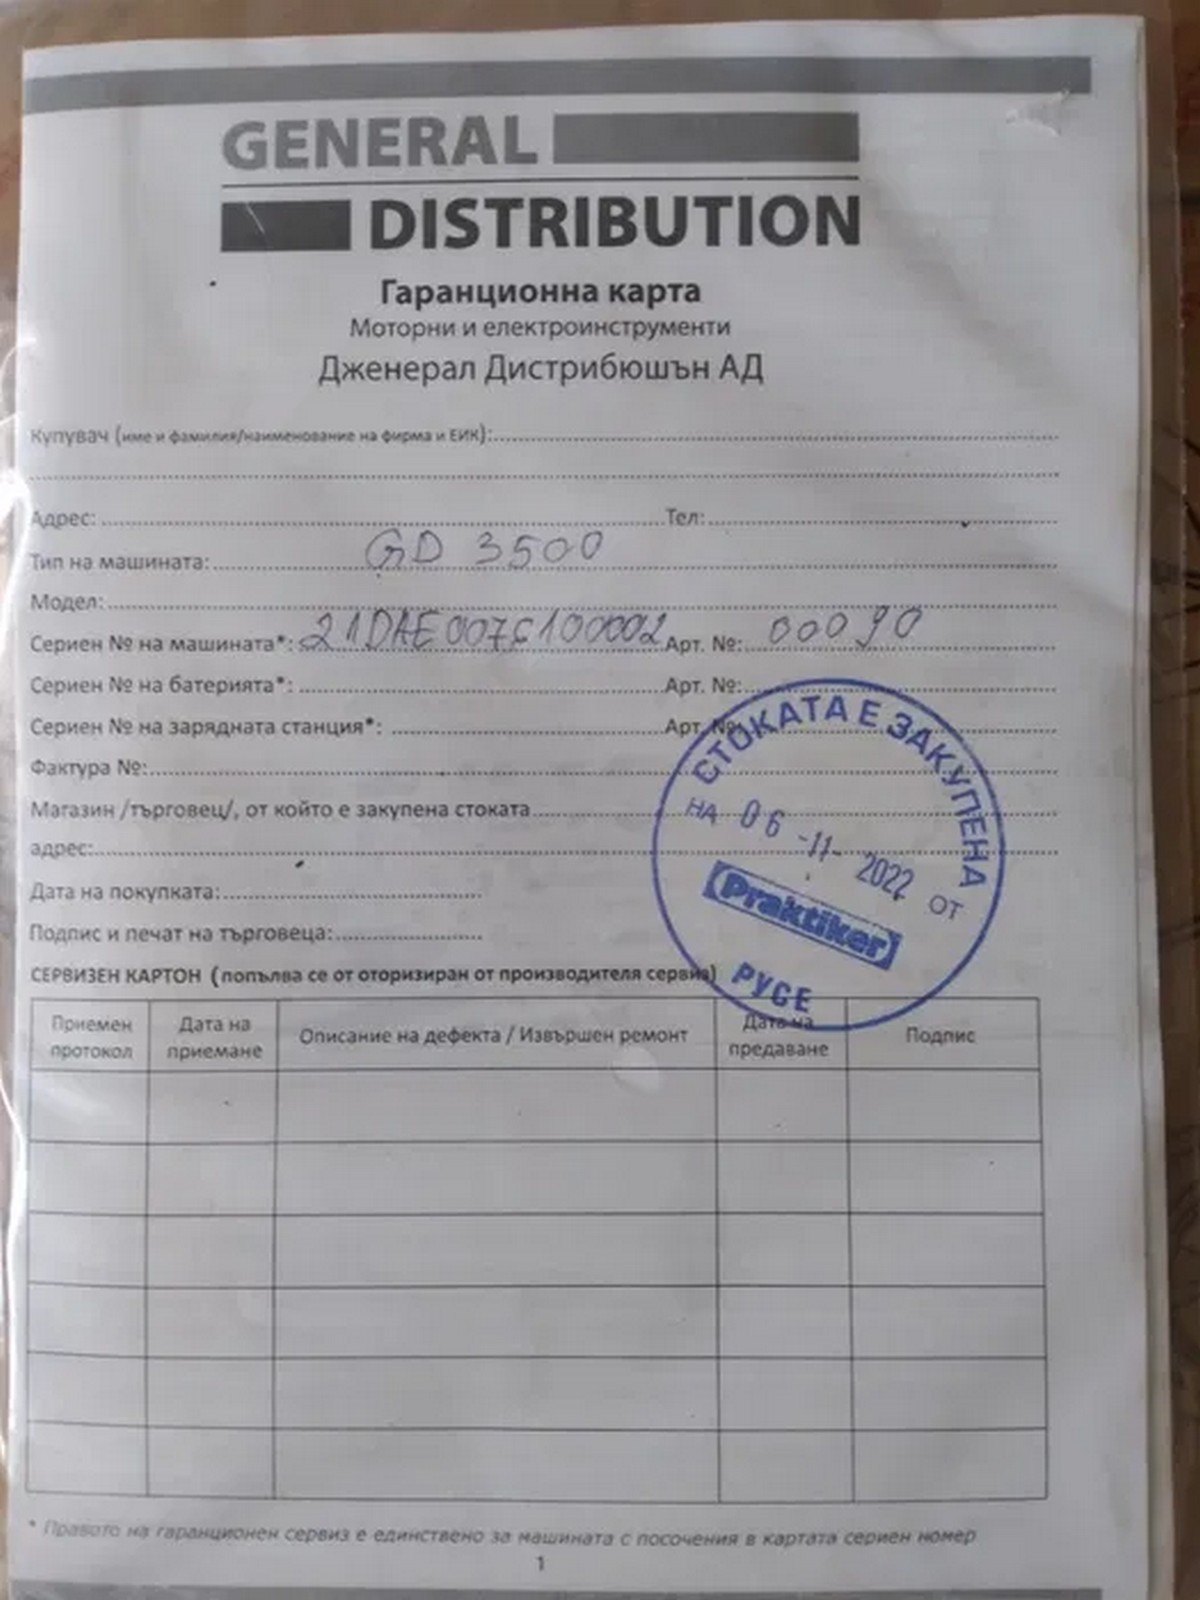 GENERAL
DISTRIBUTION
Гаранционна карта
Моторни и електроинструменти
Дженерал Дистрибюшън АД
Купувач (име и фамилия/наименование на фирма и ЕИК):
Адрес: Тел:
Тип на машината: GD 3500
Модел:
Сериен № на машината*: 21DAE007C100002 Арт. №: 00090
Сериен № на батерията*: Арт. №:
Сериен № на зарядната станция*: Арт. №:
Фактура №:
Магазин /търговец/, от който е закупена стоката
адрес:
Дата на покупката:
Подпис и печат на търговеца:
СТОКАТА Е ЗАКУПЕНА
НА 06 -11- 2022 ОТ
Praktiker
РУСЕ
СЕРВИЗЕН КАРТОН (попълва се от оторизиран от производителя сервиз)
Приемен протокол Дата на приемане Описание на дефекта / Извършен ремонт Дата на предаване Подпис
* Правото на гаранционен сервиз е единствено за машината с посочения в картата сериен номер
1